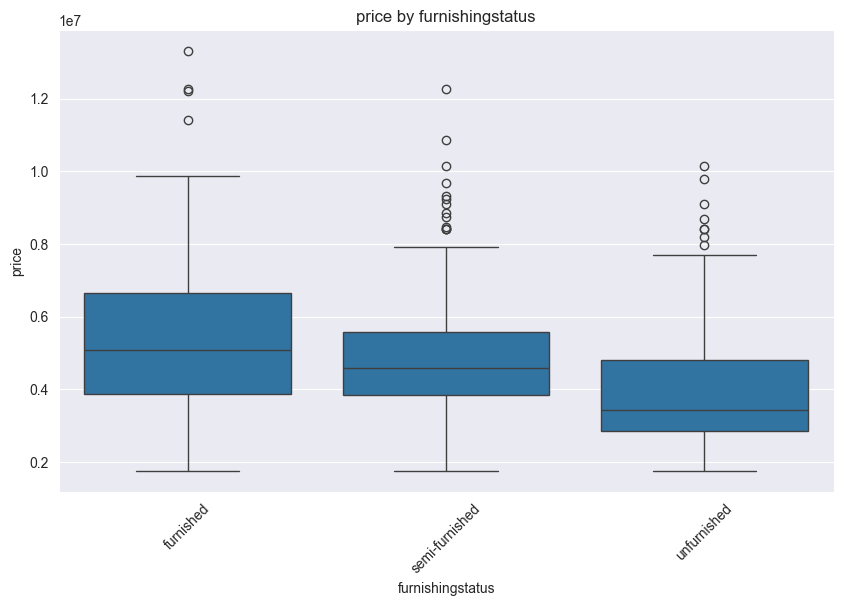 price by furnishingstatus
1e7
1.2
1.0
0.8
0.6
0.4
0.2
price
furnished
semi-furnished
unfurnished
furnishingstatus